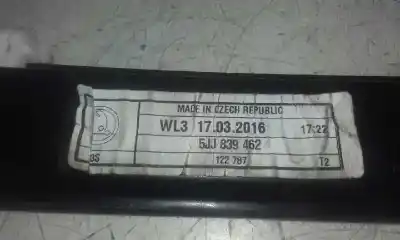 MADE IN CZECH REPUBLIC
WL3 17.03.2016 17:22
5JJ 839 462
122 787 T2